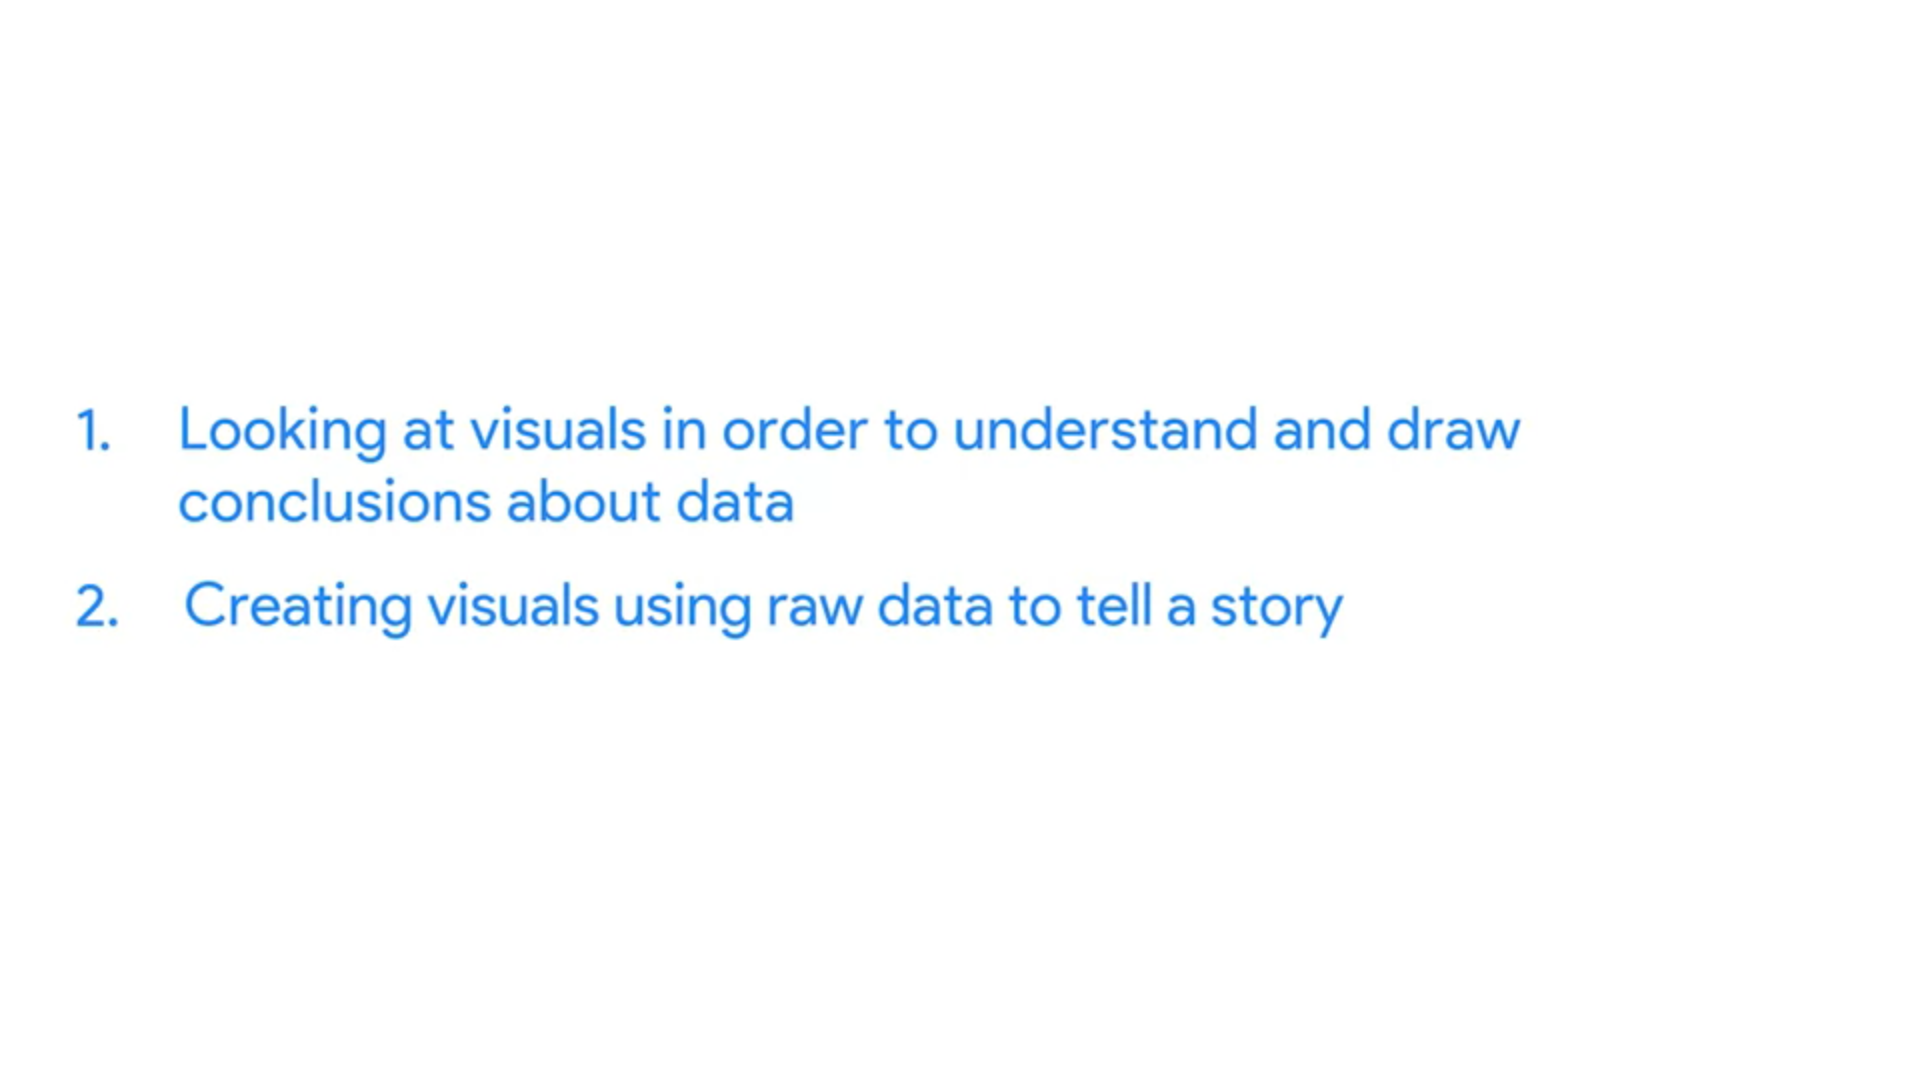 1. Looking at visuals in order to understand and draw
conclusions about data
2. Creating visuals using raw data to tell a story